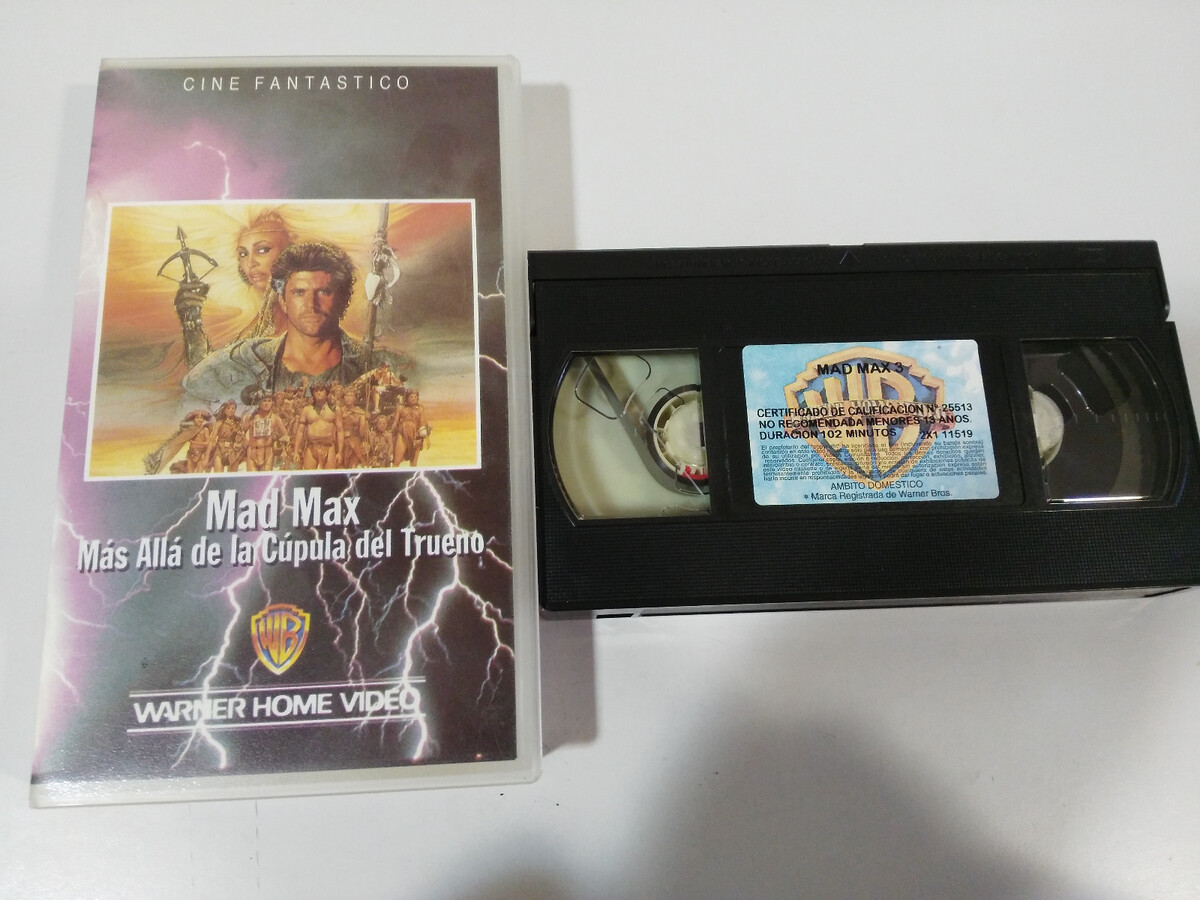 CINE FANTASTICO
Mad Max
Más Allá de la Cúpula del Trueno
WB
WARNER HOME VIDEO
MAD MAX 3
CERTIFICADO DE CALIFICACION Nº 25513
NO RECOMENDADA MENORES 13 AÑOS.
DURACION 102 MINUTOS 2X1 11519
AMBITO DOMESTICO
* Marca Registrada de Warner Bros.